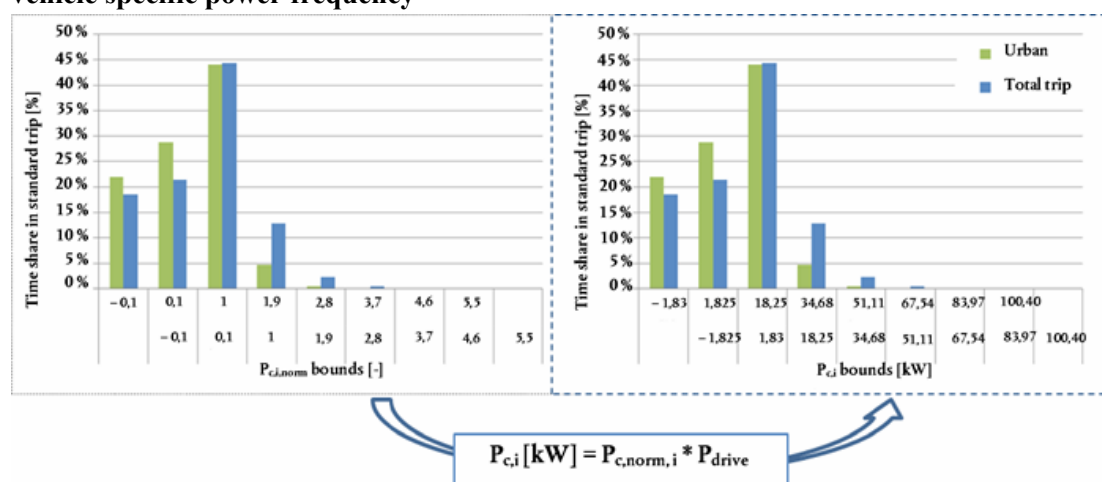 vehicle specific power frequency
50 %
45 %
40 %
35 %
30 %
25 %
20 %
15 %
10 %
5 %
0 %
Time share in standard trip [%]
– 0,1 0,1 1 1,9 2,8 3,7 4,6 5,5
– 0,1 0,1 1 1,9 2,8 3,7 4,6 5,5
Pc,i,norm bounds [-]
50 %
45 %
40 %
35 %
30 %
25 %
20 %
15 %
10 %
5 %
0 %
Time share in standard trip [%]
Urban
Total trip
– 1,83 1,825 18,25 34,68 51,11 67,54 83,97 100,40
– 1,825 1,83 18,25 34,68 51,11 67,54 83,97 100,40
Pc,i bounds [kW]
Pc,i [kW] = Pc,norm, i * Pdrive